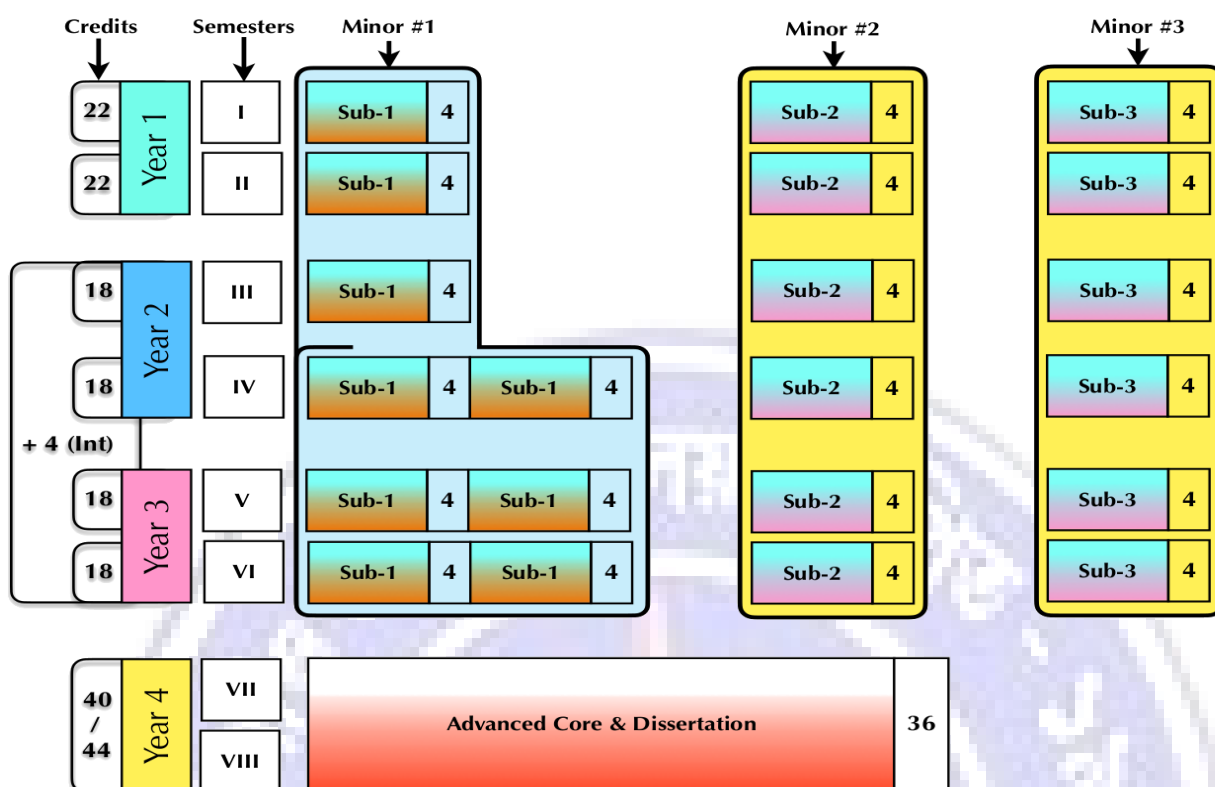 Credits Semesters Minor #1 Minor #2 Minor #3
22 Year 1 I Sub-1 4 Sub-2 4 Sub-3 4
22 II Sub-1 4 Sub-2 4 Sub-3 4
18 Year 2 III Sub-1 4 Sub-2 4 Sub-3 4
18 IV Sub-1 4 Sub-1 4 Sub-2 4 Sub-3 4
+ 4 (Int)
18 Year 3 V Sub-1 4 Sub-1 4 Sub-2 4 Sub-3 4
18 VI Sub-1 4 Sub-1 4 Sub-2 4 Sub-3 4
40 / 44 Year 4 VII Advanced Core & Dissertation 36
VIII